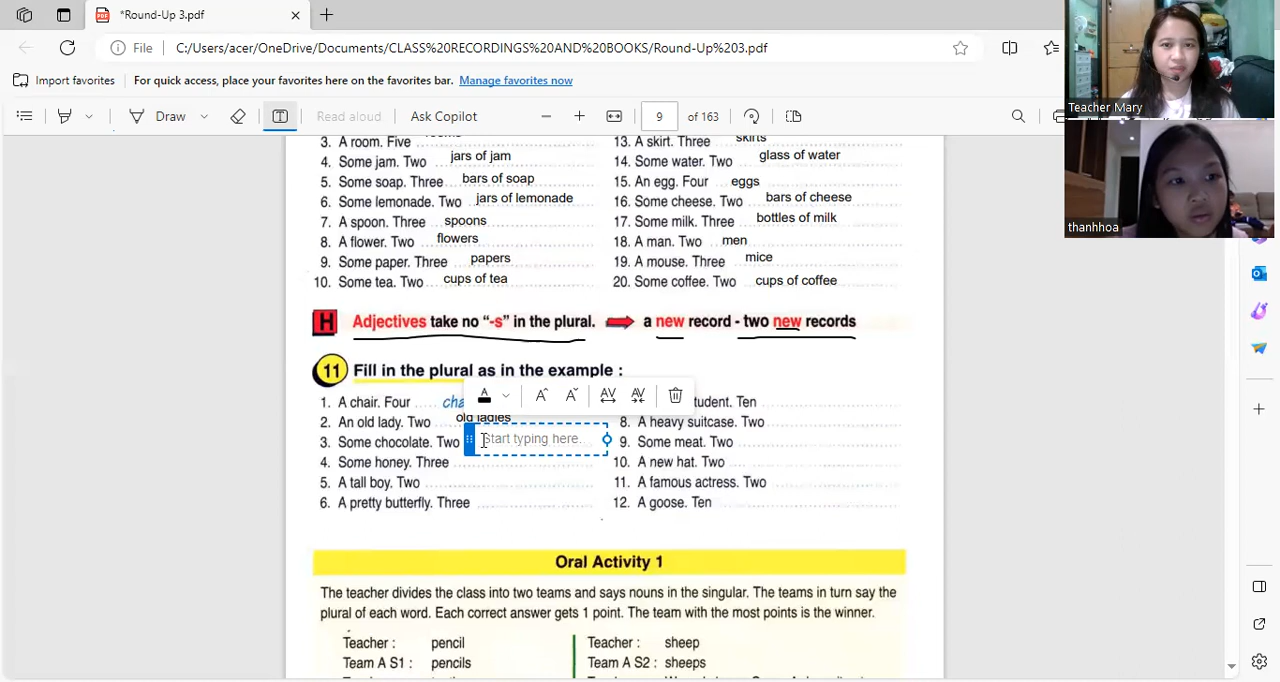 *Round-Up 3.pdf
File
C:/Users/acer/OneDrive/Documents/CLASS%20RECORDINGS%20AND%20BOOKS/Round-Up%203.pdf
Import favorites
For quick access, place your favorites here on the favorites bar. Manage favorites now
Draw
Read aloud
Ask Copilot
9 of 163
Teacher Mary
thanhhoa
3. A room. Five rooms
4. Some jam. Two jars of jam
5. Some soap. Three bars of soap
6. Some lemonade. Two jars of lemonade
7. A spoon. Three spoons
8. A flower. Two flowers
9. Some paper. Three papers
10. Some tea. Two cups of tea
13. A skirt. Three skirts
14. Some water. Two glass of water
15. An egg. Four eggs
16. Some cheese. Two bars of cheese
17. Some milk. Three bottles of milk
18. A man. Two men
19. A mouse. Three mice
20. Some coffee. Two cups of coffee
H Adjectives take no "-s" in the plural. a new record - two new records
11 Fill in the plural as in the example :
1. A chair. Four
2. An old lady. Two old ladies
3. Some chocolate. Two
Start typing here...
4. Some honey. Three
5. A tall boy. Two
6. A pretty butterfly. Three
Ten
8. A heavy suitcase. Two
9. Some meat. Two
10. A new hat. Two
11. A famous actress. Two
12. A goose. Ten
Oral Activity 1
The teacher divides the class into two teams and says nouns in the singular. The teams in turn say the
plural of each word. Each correct answer gets 1 point. The team with the most points is the winner.
Teacher : pencil
Team A S1 : pencils
Teacher : sheep
Team A S2 : sheeps